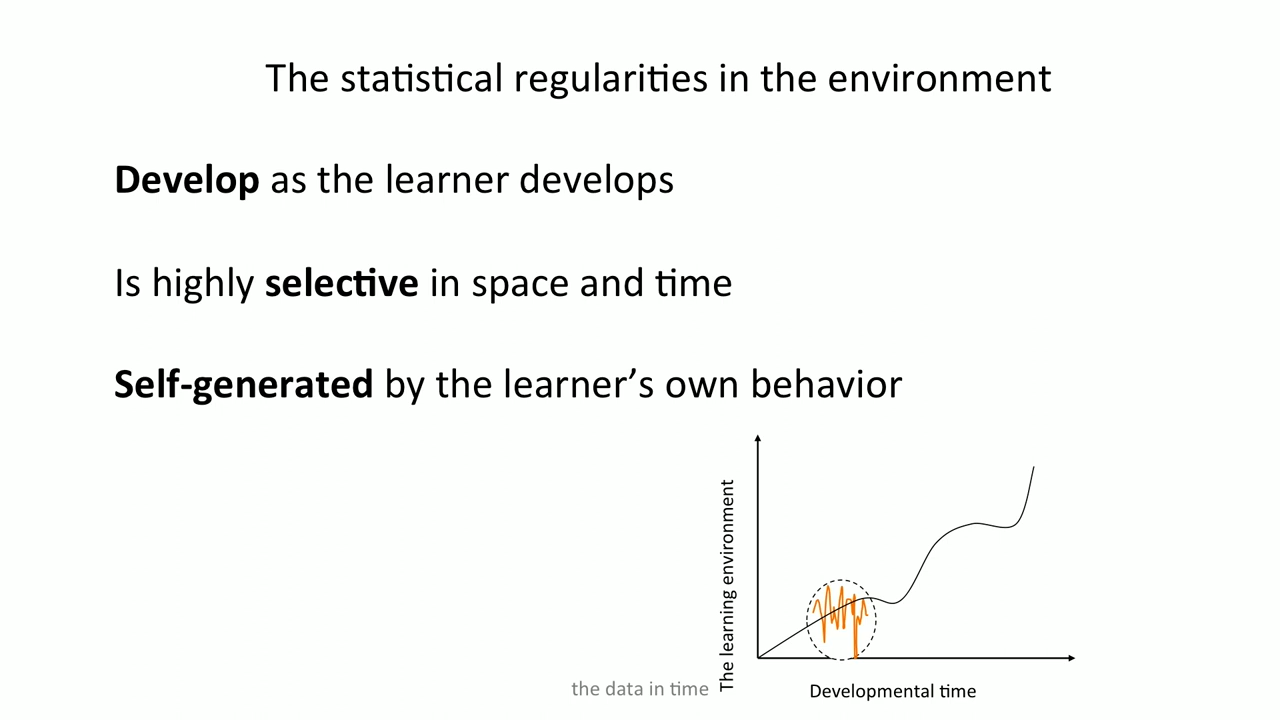 The statistical regularities in the environment
Develop as the learner develops
Is highly selective in space and time
Self-generated by the learner’s own behavior
The learning environment
the data in time
Developmental time